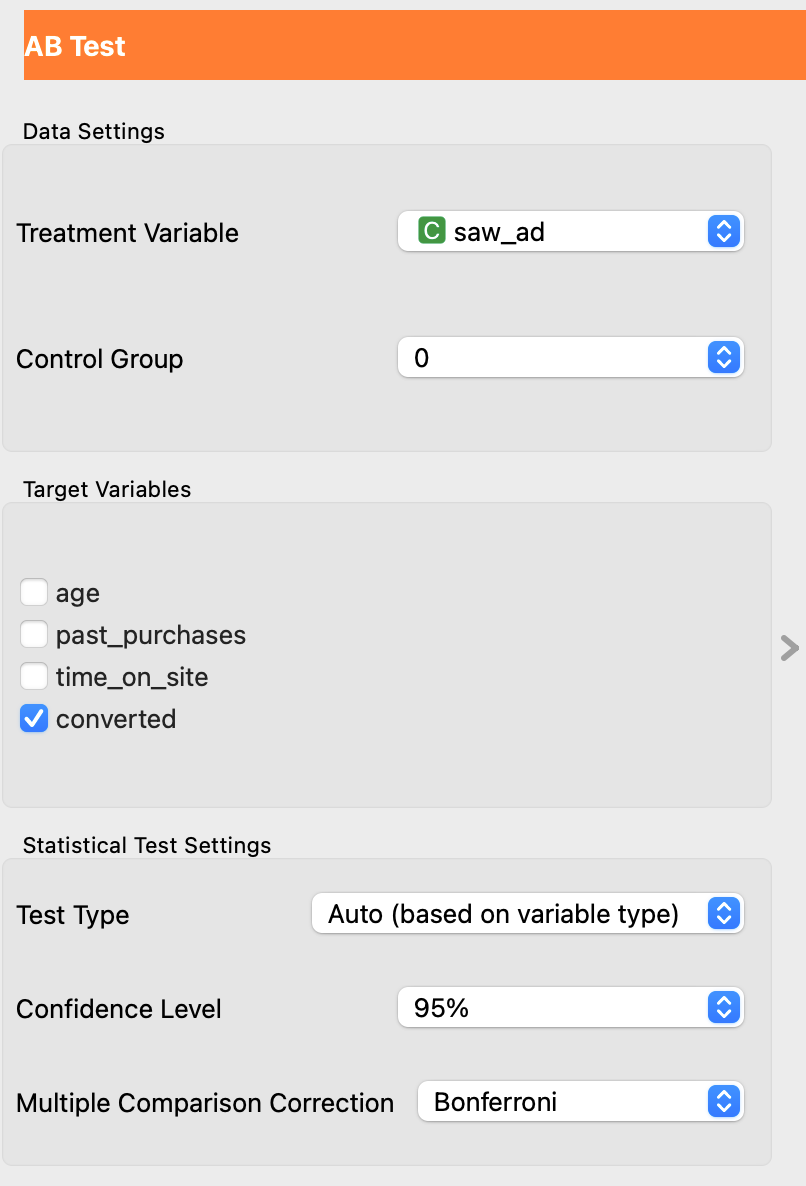 AB Test
Data Settings
Treatment Variable
C saw_ad
Control Group
0
Target Variables
age
past_purchases
time_on_site
converted
Statistical Test Settings
Test Type
Auto (based on variable type)
Confidence Level
95%
Multiple Comparison Correction
Bonferroni